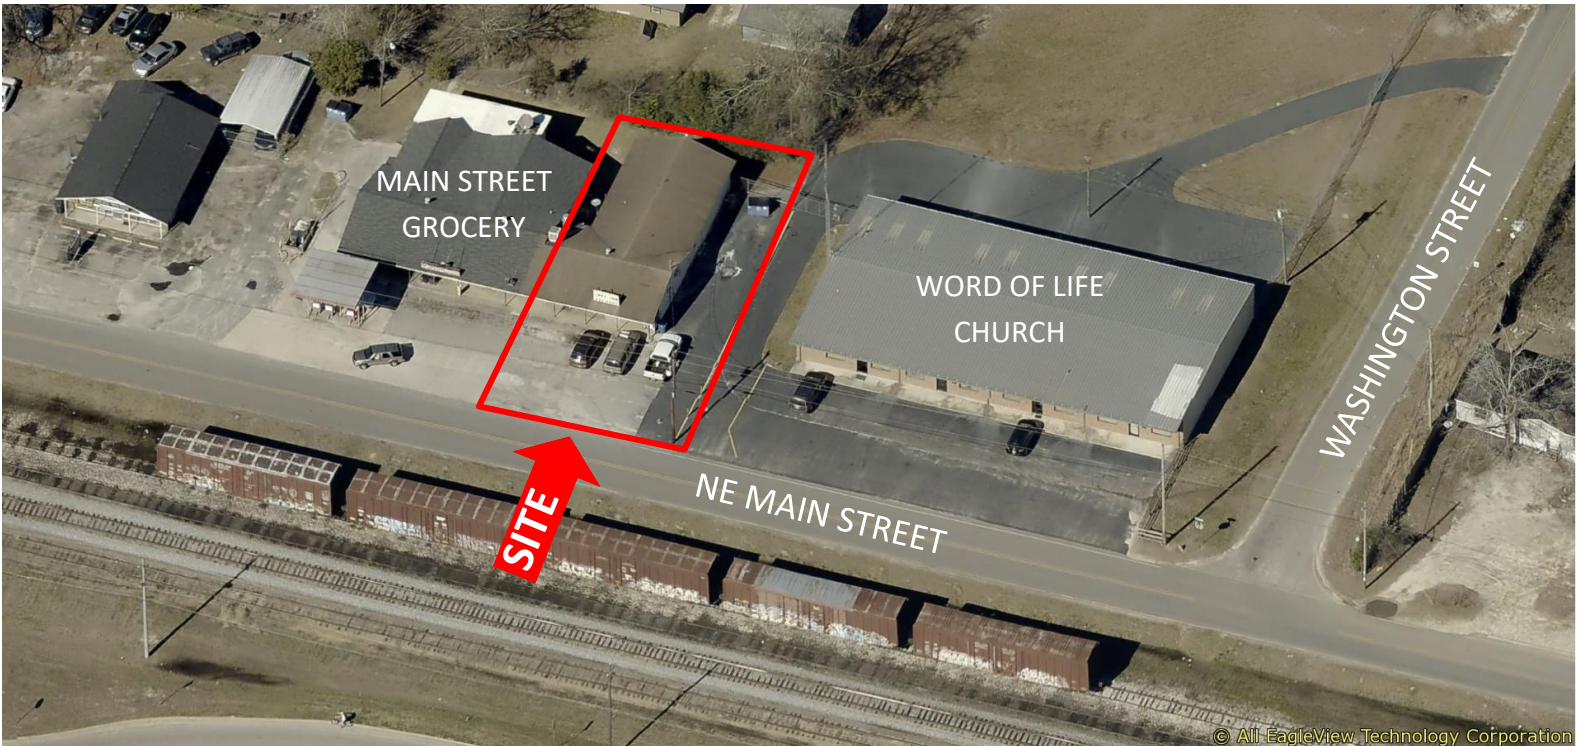 MAIN STREET
GROCERY
WORD OF LIFE
CHURCH
WASHINGTON STREET
NE MAIN STREET
SITE
© All EagleView Technology Corporation